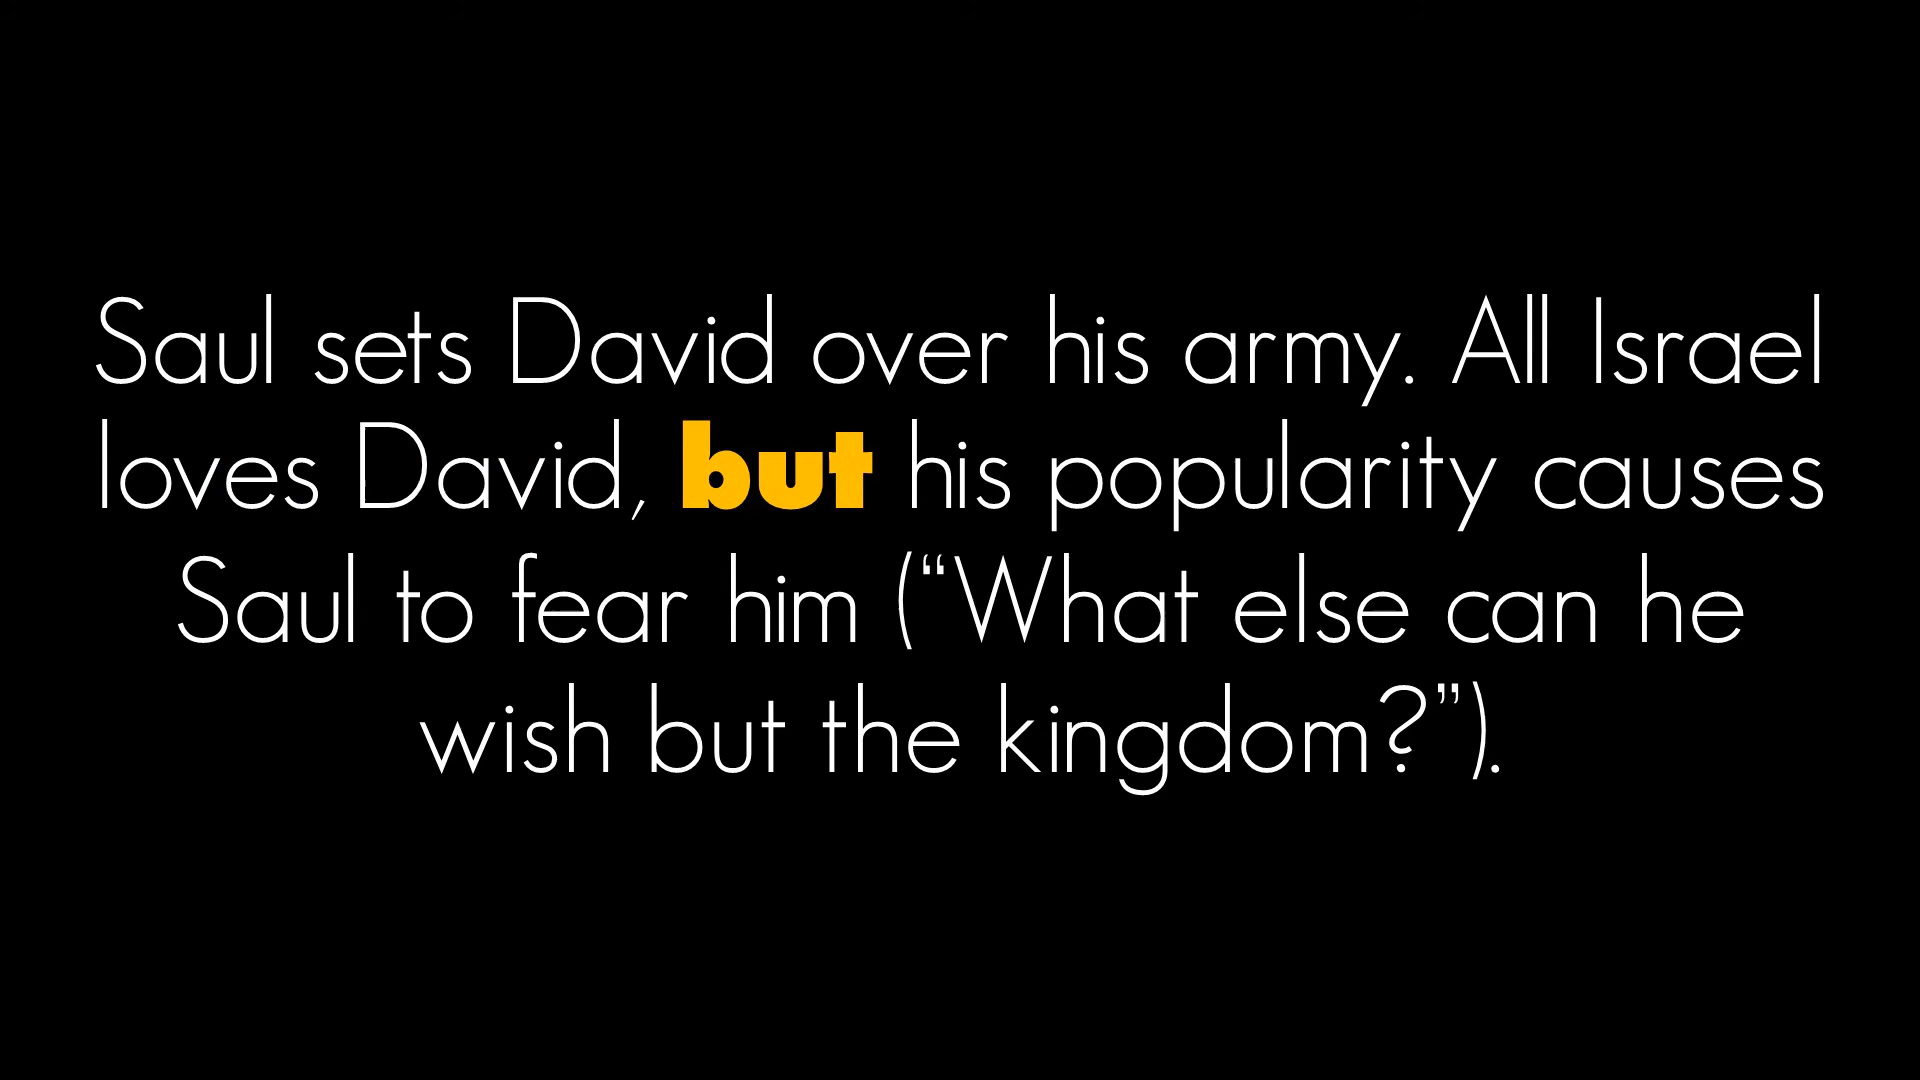 Saul sets David over his army. All Israel
loves David, but his popularity causes
Saul to fear him (“What else can he
wish but the kingdom?”).